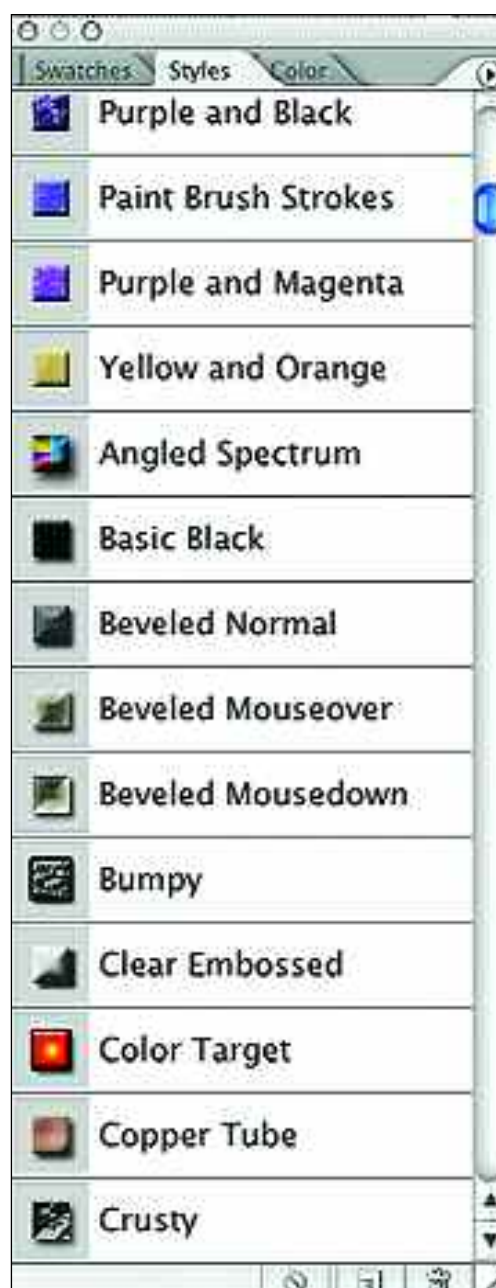 Swatches Styles Color
Purple and Black
Paint Brush Strokes
Purple and Magenta
Yellow and Orange
Angled Spectrum
Basic Black
Beveled Normal
Beveled Mouseover
Beveled Mousedown
Bumpy
Clear Embossed
Color Target
Copper Tube
Crusty